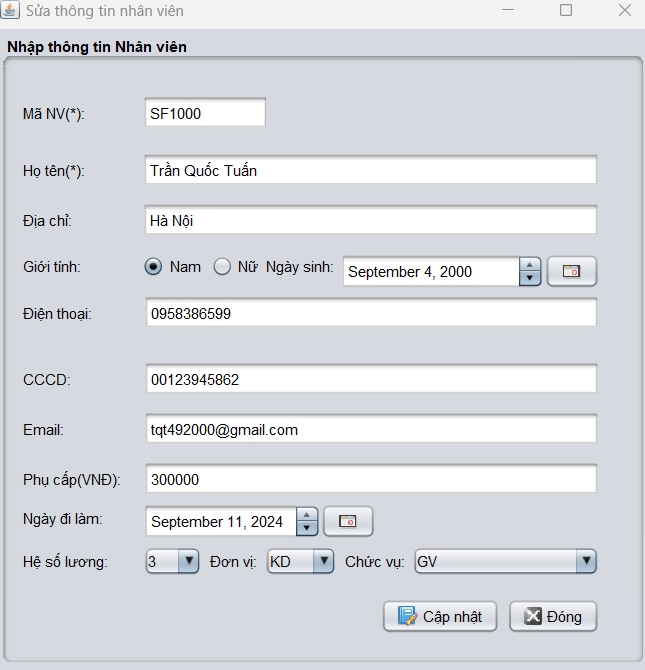 Sửa thông tin nhân viên
Nhập thông tin Nhân viên
Mã NV(*): SF1000
Họ tên(*): Trần Quốc Tuấn
Địa chỉ: Hà Nội
Giới tính: Nam Nữ Ngày sinh: September 4, 2000
Điện thoại: 0958386599
CCCD: 00123945862
Email: tqt492000@gmail.com
Phụ cấp(VNĐ): 300000
Ngày đi làm: September 11, 2024
Hệ số lương: 3 Đơn vị: KD Chức vụ: GV
Cập nhật Đóng